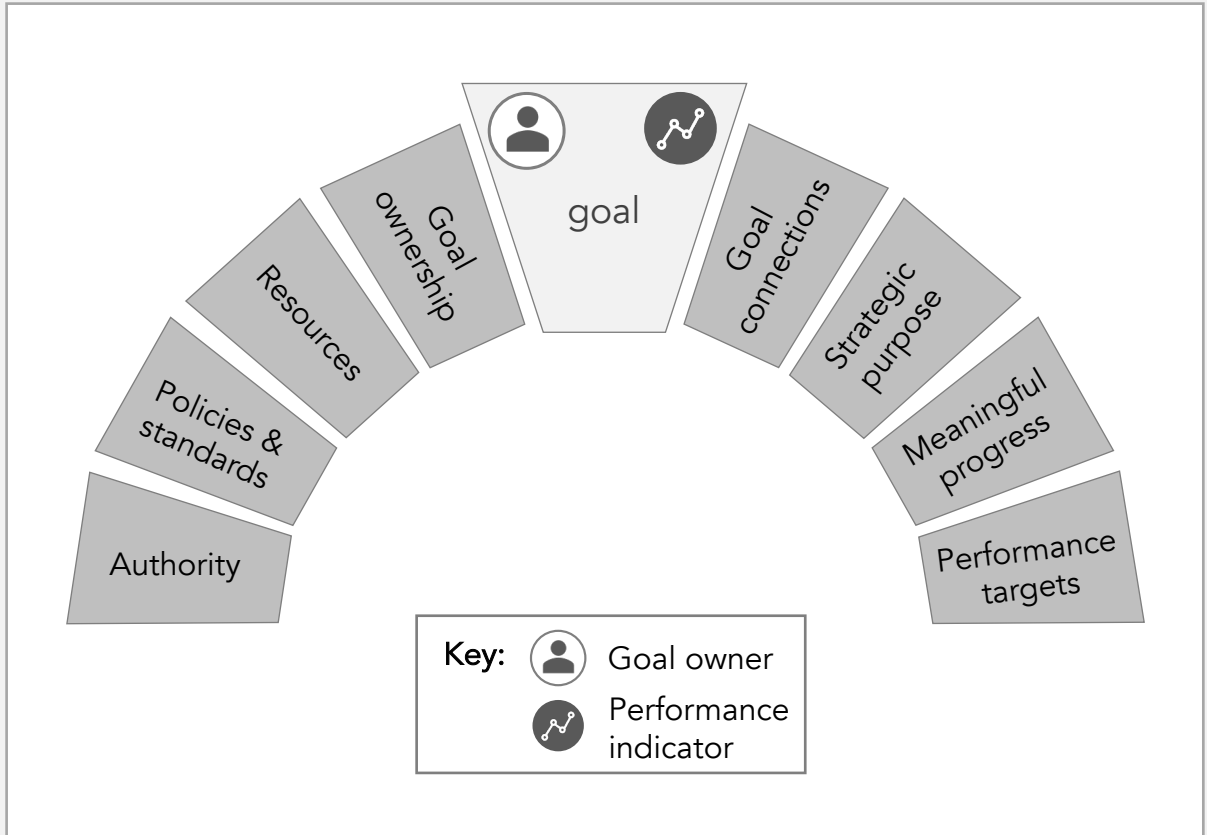 goal
Goal
ownership
Resources
Policies &
standards
Authority
Goal
connections
Strategic
purpose
Meaningful
progress
Performance
targets
Key:
Goal owner
Performance
indicator